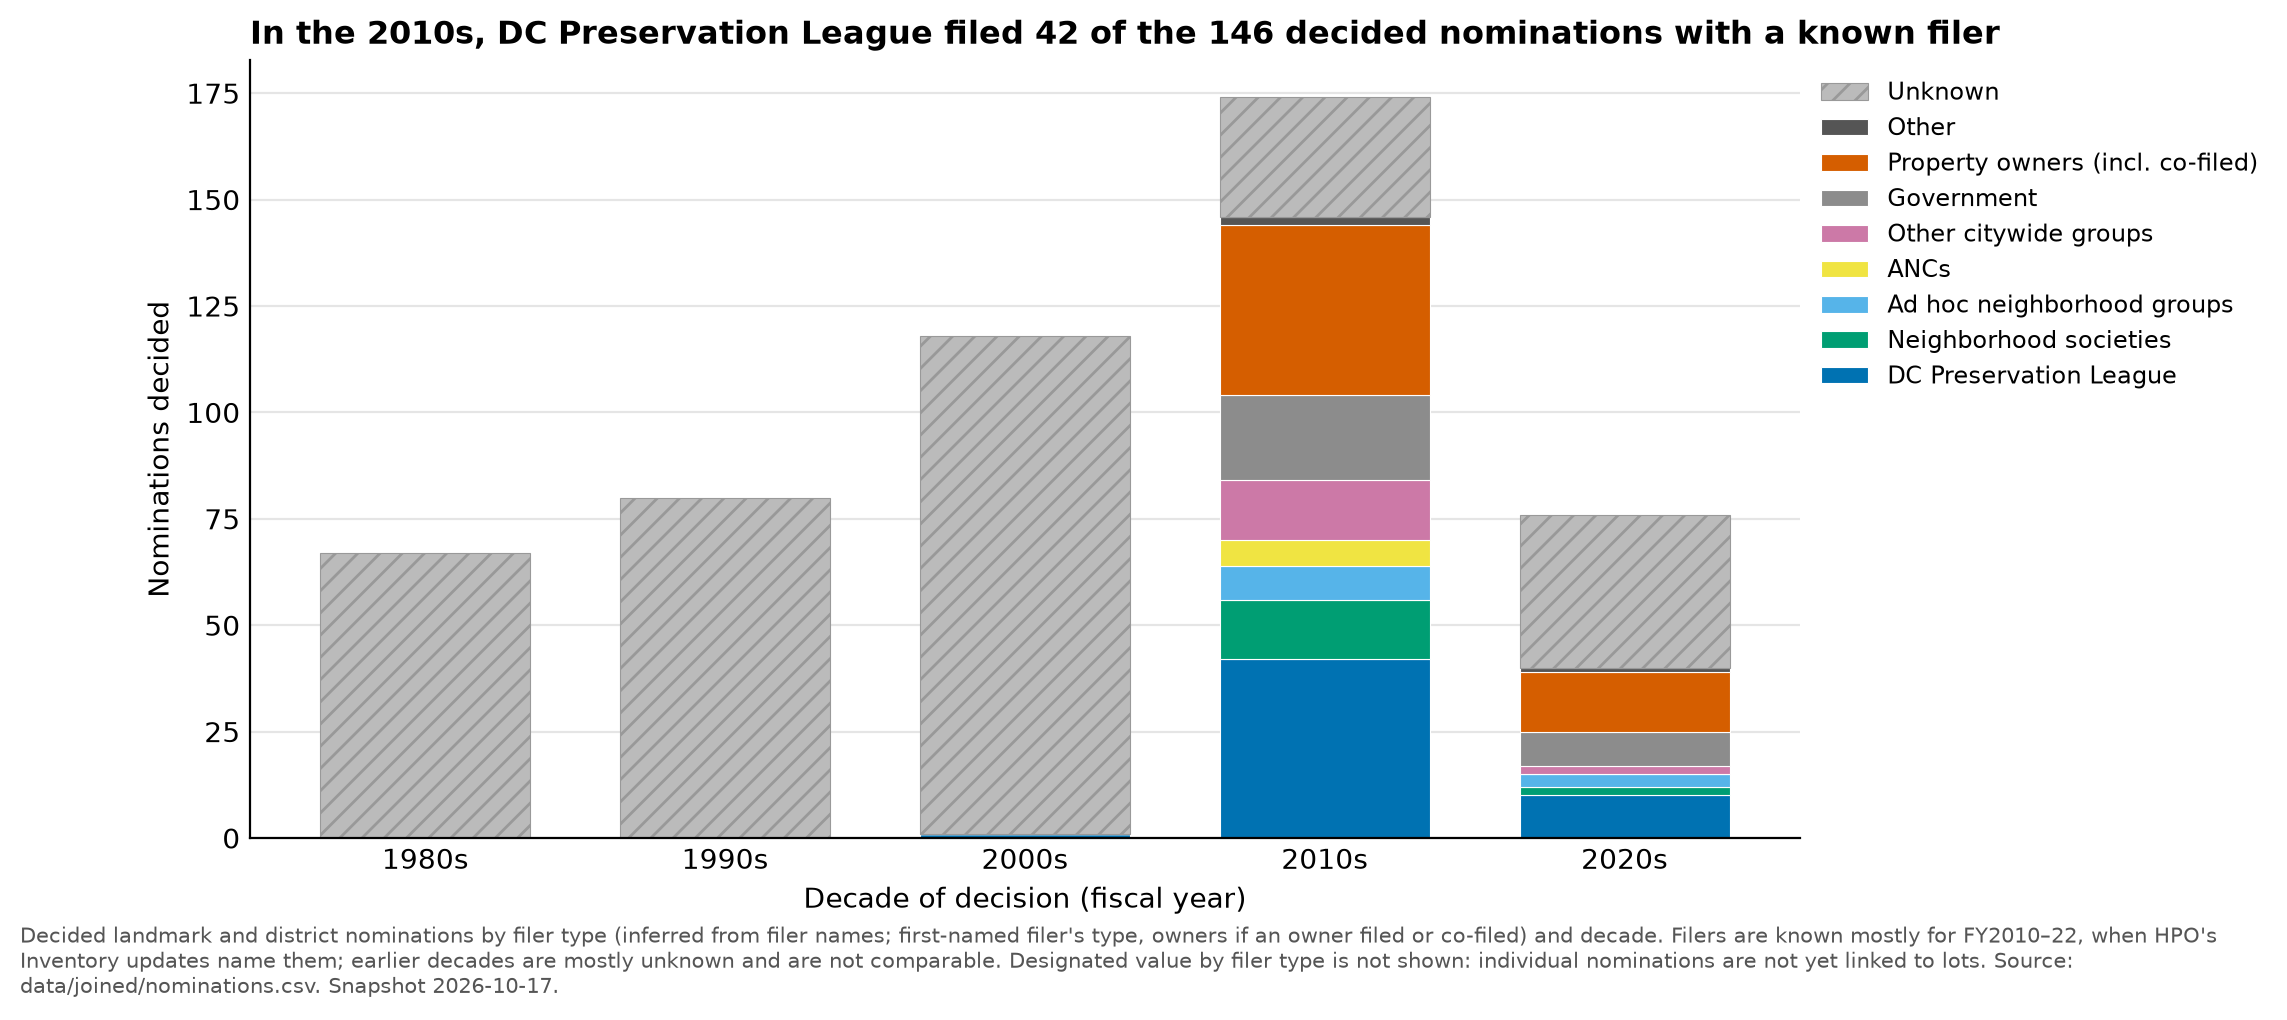 In the 2010s, DC Preservation League filed 42 of the 146 decided nominations with a known filer
Nominations decided
175
150
125
100
75
50
25
0
1980s
1990s
2000s
2010s
2020s
Decade of decision (fiscal year)
Unknown
Other
Property owners (incl. co-filed)
Government
Other citywide groups
ANCs
Ad hoc neighborhood groups
Neighborhood societies
DC Preservation League
Decided landmark and district nominations by filer type (inferred from filer names; first-named filer's type, owners if an owner filed or co-filed) and decade. Filers are known mostly for FY2010–22, when HPO's
Inventory updates name them; earlier decades are mostly unknown and are not comparable. Designated value by filer type is not shown: individual nominations are not yet linked to lots. Source:
data/joined/nominations.csv. Snapshot 2026-10-17.